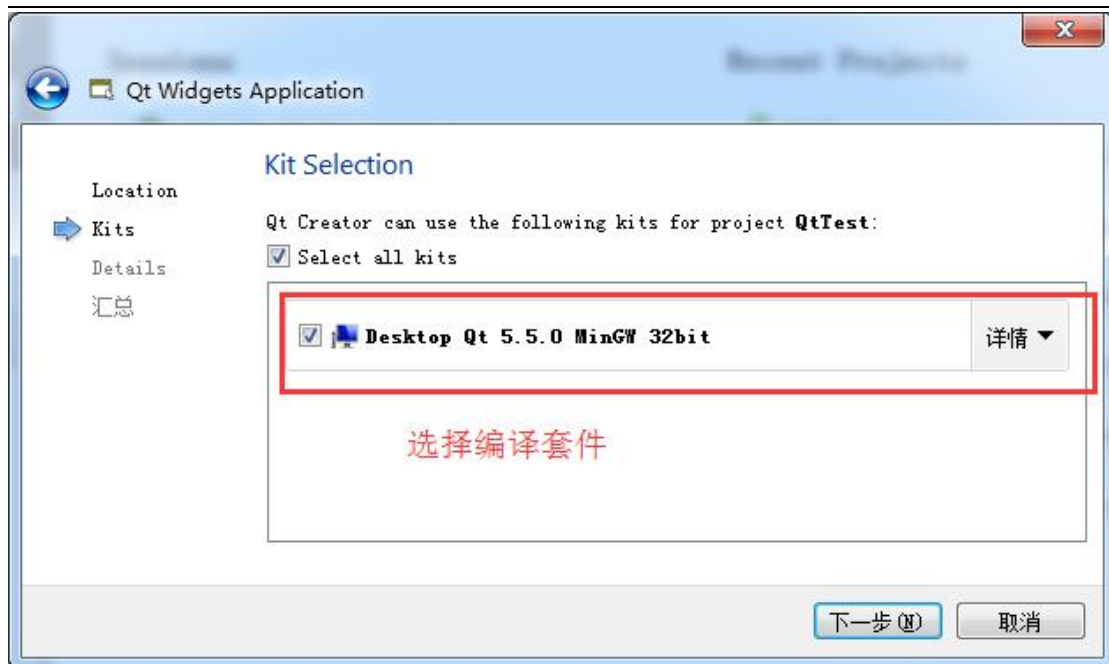 Qt Widgets Application
Kit Selection
Location
Kits
Details
汇总
Qt Creator can use the following kits for project QtTest:
Select all kits
Desktop Qt 5.5.0 MinGW 32bit
详情
选择编译套件
下一步(N)
取消